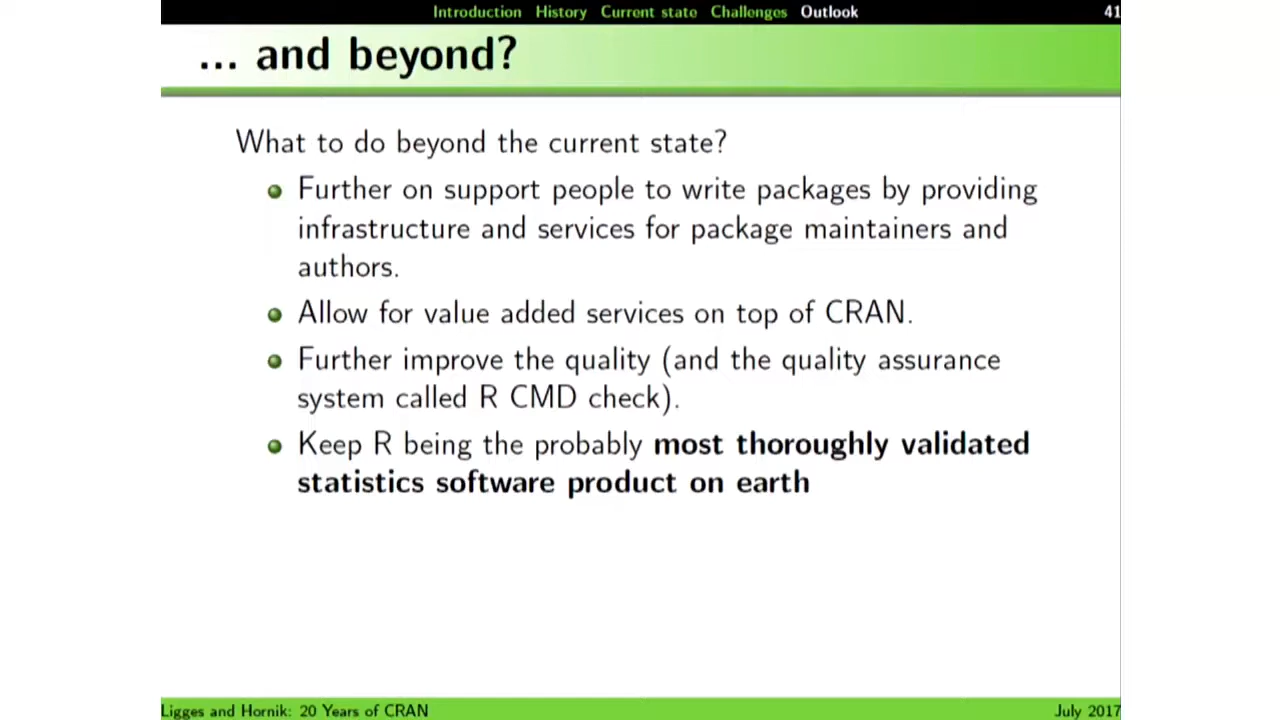 Introduction History Current state Challenges Outlook 41
... and beyond?
What to do beyond the current state?
Further on support people to write packages by providing
infrastructure and services for package maintainers and
authors.
Allow for value added services on top of CRAN.
Further improve the quality (and the quality assurance
system called R CMD check).
Keep R being the probably most thoroughly validated
statistics software product on earth
Ligges and Hornik: 20 Years of CRAN July 2017